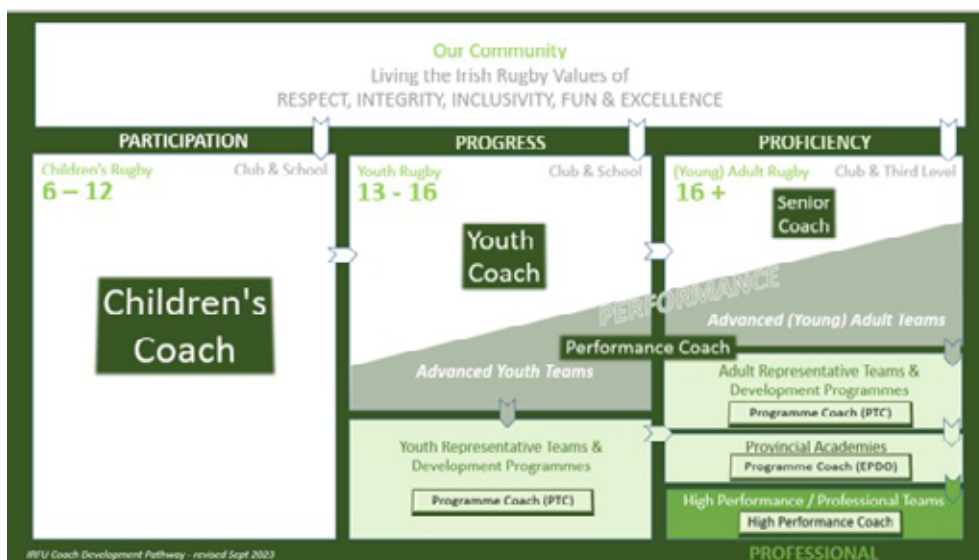 Our Community
Living the Irish Rugby Values of
RESPECT, INTEGRITY, INCLUSIVITY, FUN & EXCELLENCE
PARTICIPATION
PROGRESS
PROFICIENCY
Children's Rugby
Club & School
6 – 12
Children's
Coach
Youth Rugby
Club & School
13 - 16
Youth
Coach
(Young) Adult Rugby
Club & Third Level
16 +
Senior
Coach
PERFORMANCE
Advanced (Young) Adult Teams
Performance Coach
Advanced Youth Teams
Youth Representative Teams &
Development Programmes
Programme Coach (PTC)
Adult Representative Teams &
Development Programmes
Programme Coach (PTC)
Provincial Academies
Programme Coach (EPDO)
High Performance / Professional Teams
High Performance Coach
IRFU Coach Development Pathway - revised Sept 2023
PROFESSIONAL